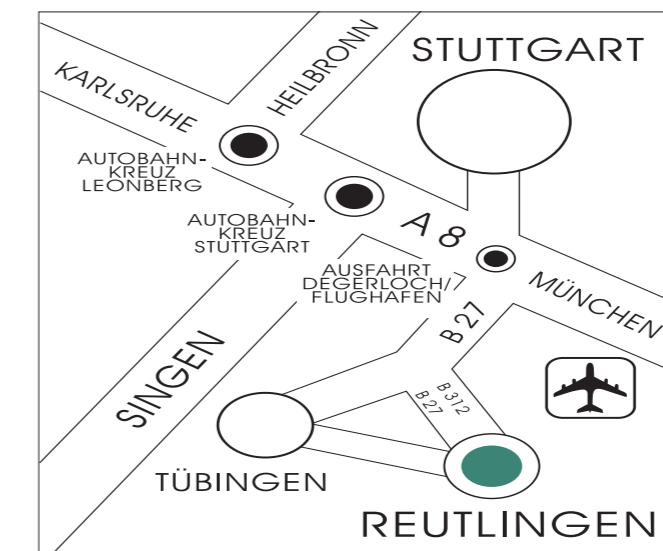 STUTTGART
KARLSRUHE
HEILBRONN
AUTOBAHN-
KREUZ
LEONBERG
AUTOBAHN-
KREUZ
STUTTGART
A 8
AUSFAHRT
DEGERLOCH/
FLUGHAFEN
MÜNCHEN
B 27
SINGEN
B 312
B 27
TÜBINGEN
REUTLINGEN